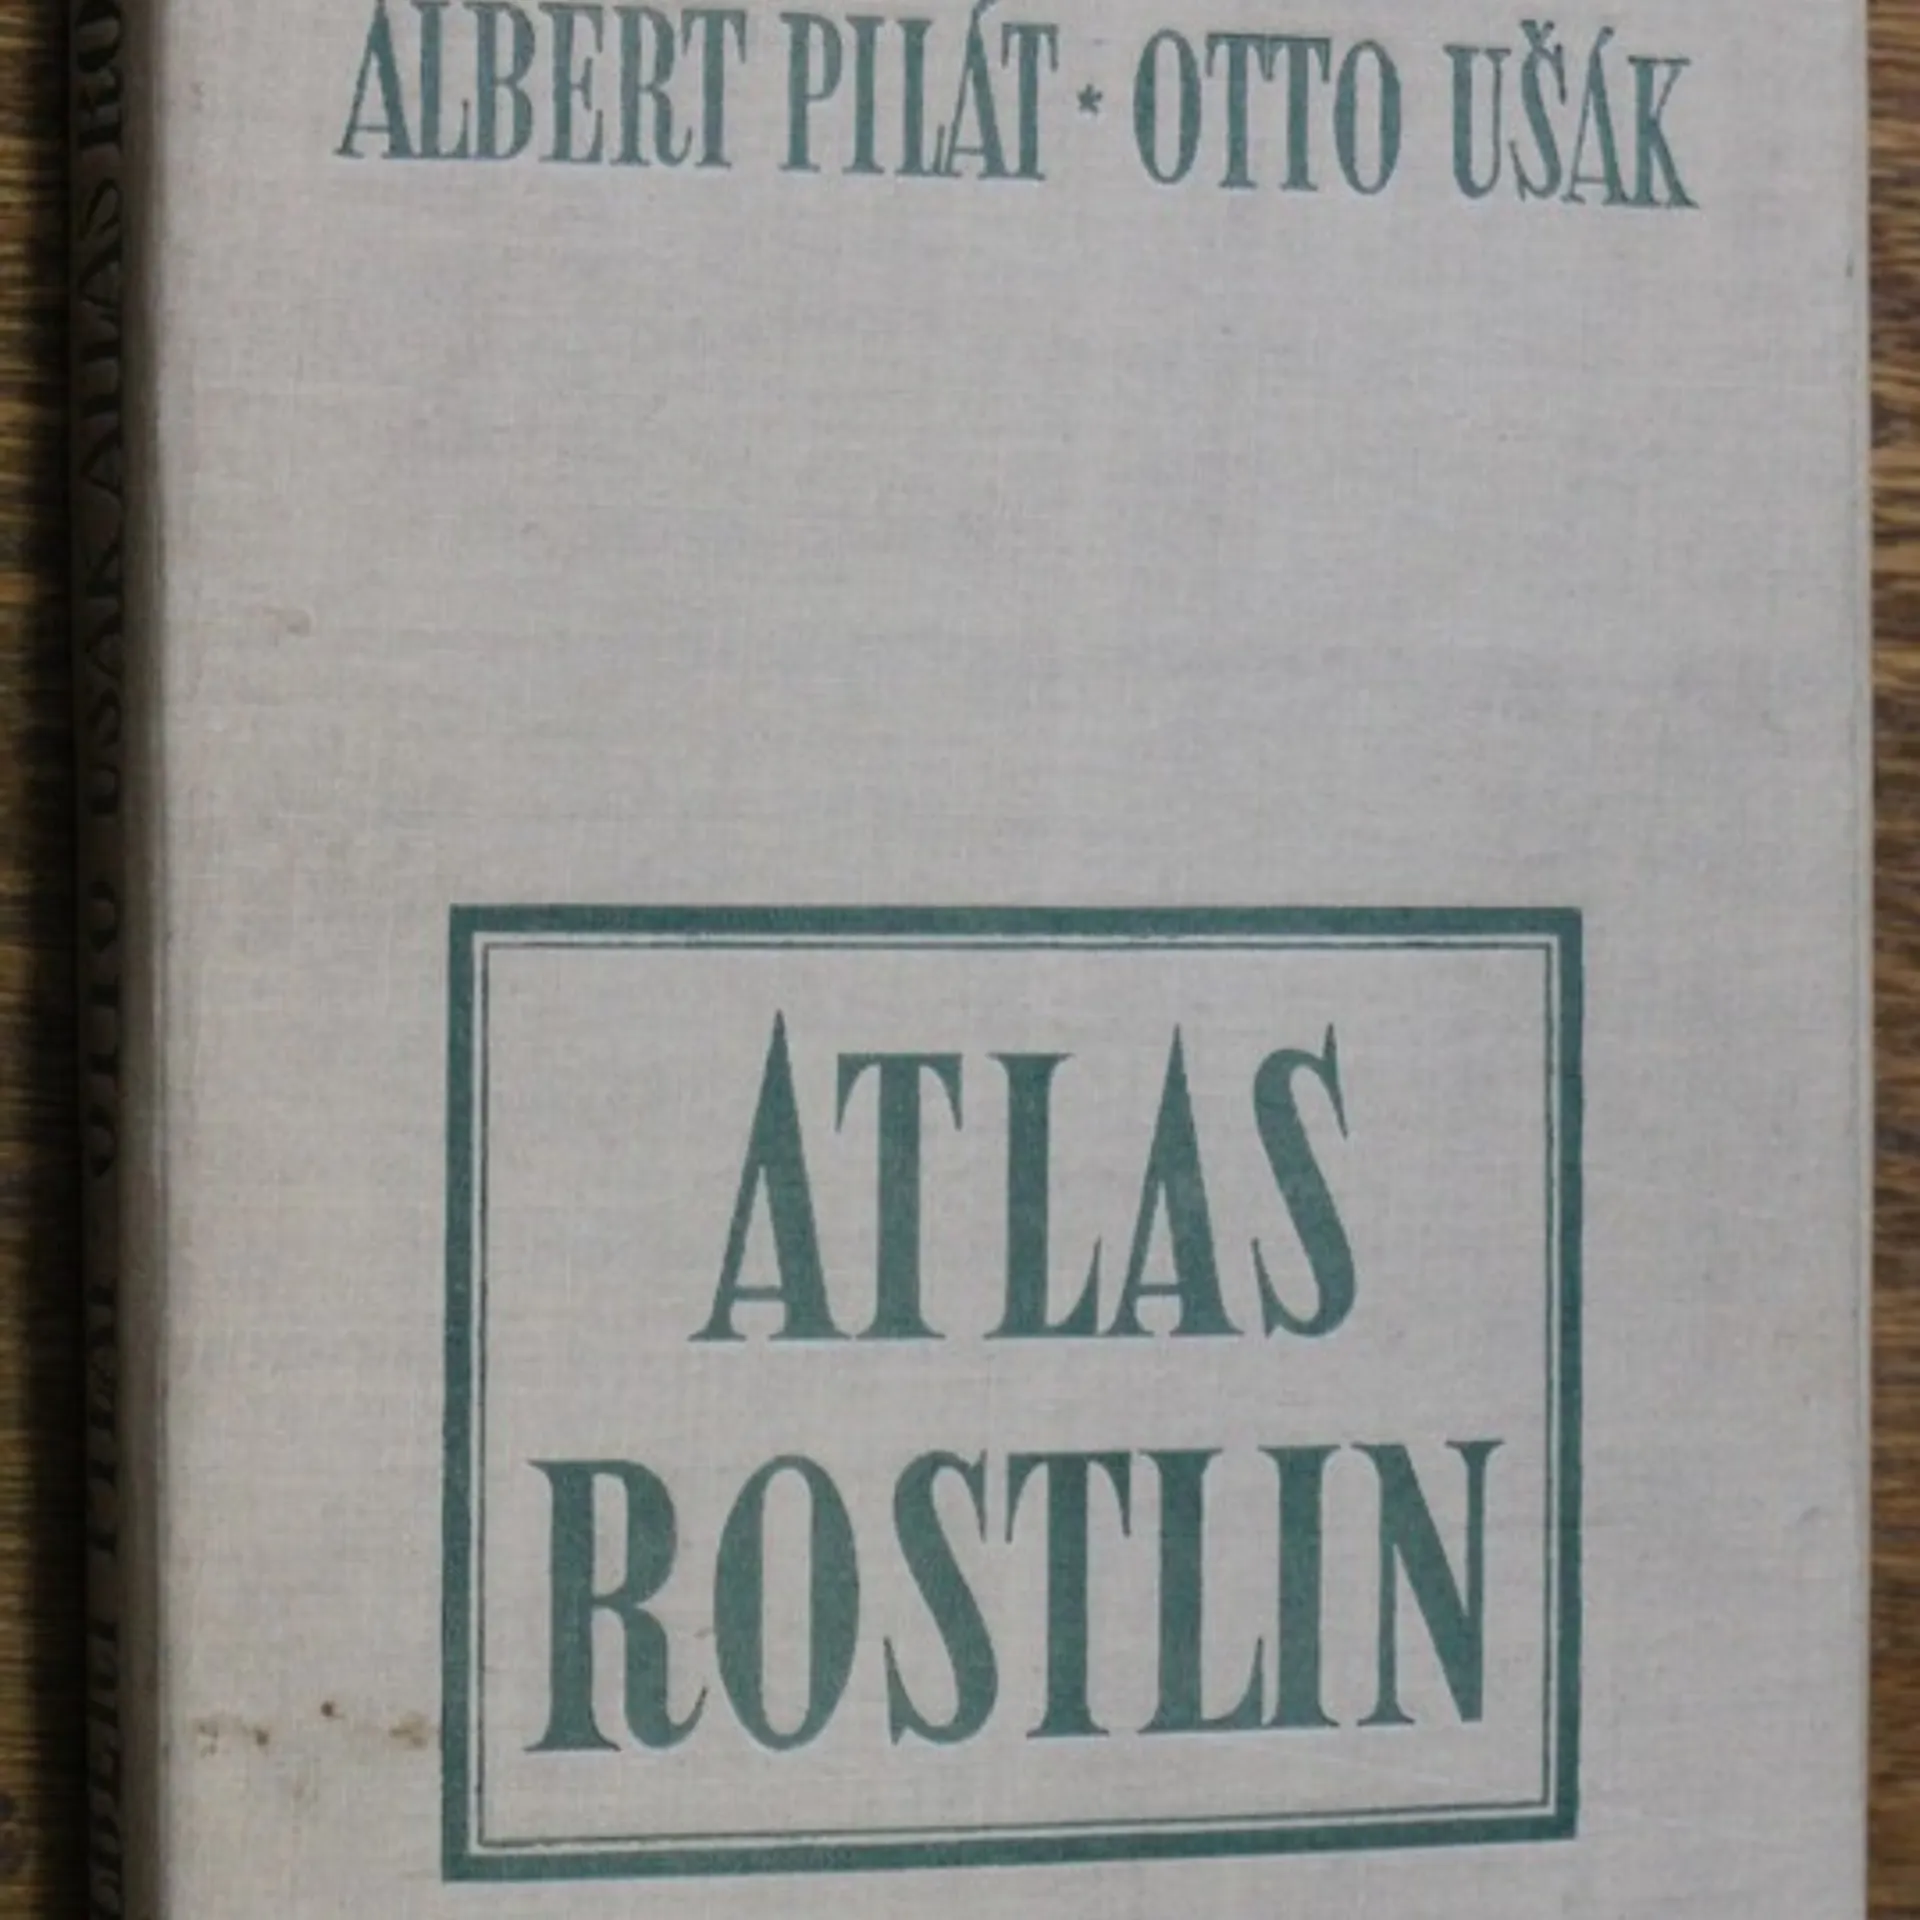 ALBERT PILÁT * OTTO UŠÁK
ATLAS
ROSTLIN